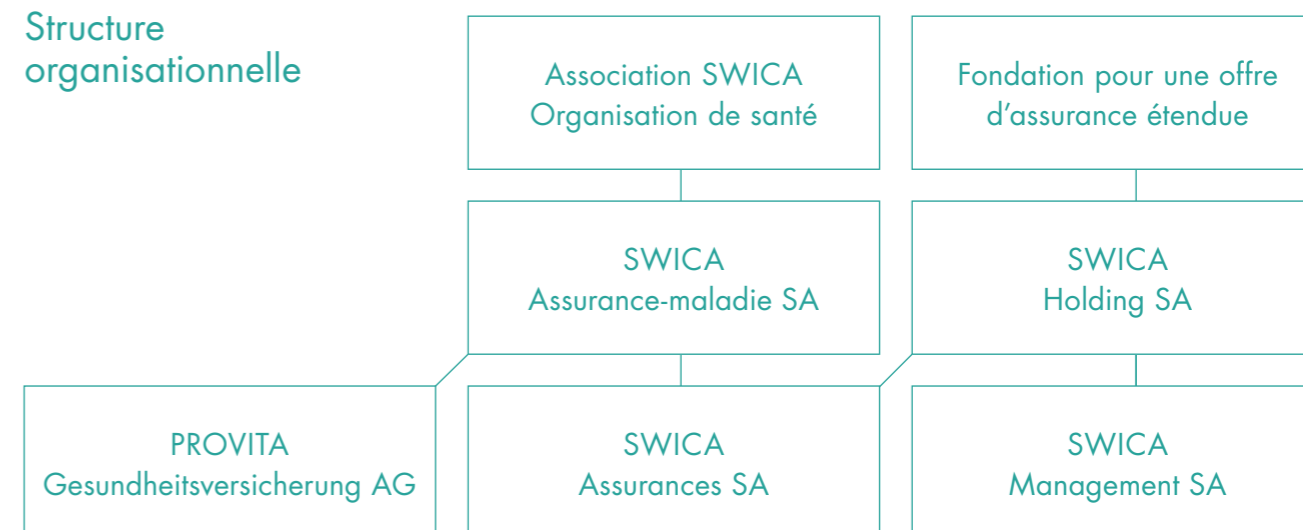 Structure
organisationnelle
Association SWICA
Organisation de santé
Fondation pour une offre
d’assurance étendue
SWICA
Assurance-maladie SA
SWICA
Holding SA
PROVITA
Gesundheitsversicherung AG
SWICA
Assurances SA
SWICA
Management SA